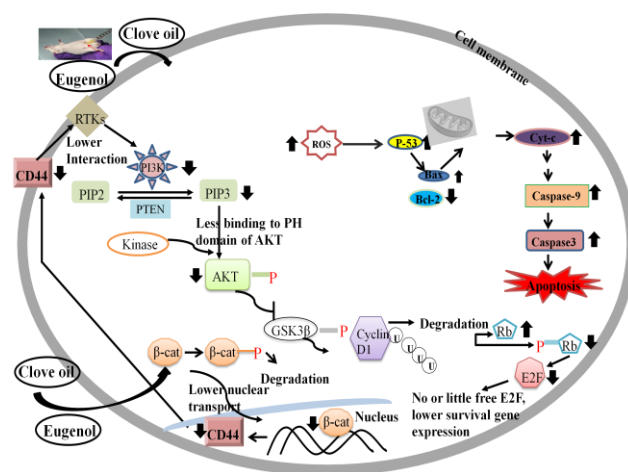 Clove oil
Eugenol
Cell membrane
RTKs
Lower
Interaction
PI3K
CD44
PIP2
PIP3
PTEN
ROS
P-53
Bax
Bcl-2
Cyt-c
Caspase-9
Caspase3
Apoptosis
Less binding to PH
domain of AKT
Kinase
AKT
P
GSK3β
P
Cyclin
D1
U
U
U
U
Degradation
Rb
P
Rb
E2F
No or little free E2F,
lower survival gene
expression
β-cat
β-cat
P
Degradation
Clove oil
Eugenol
Lower nuclear
transport
CD44
β-cat
Nucleus